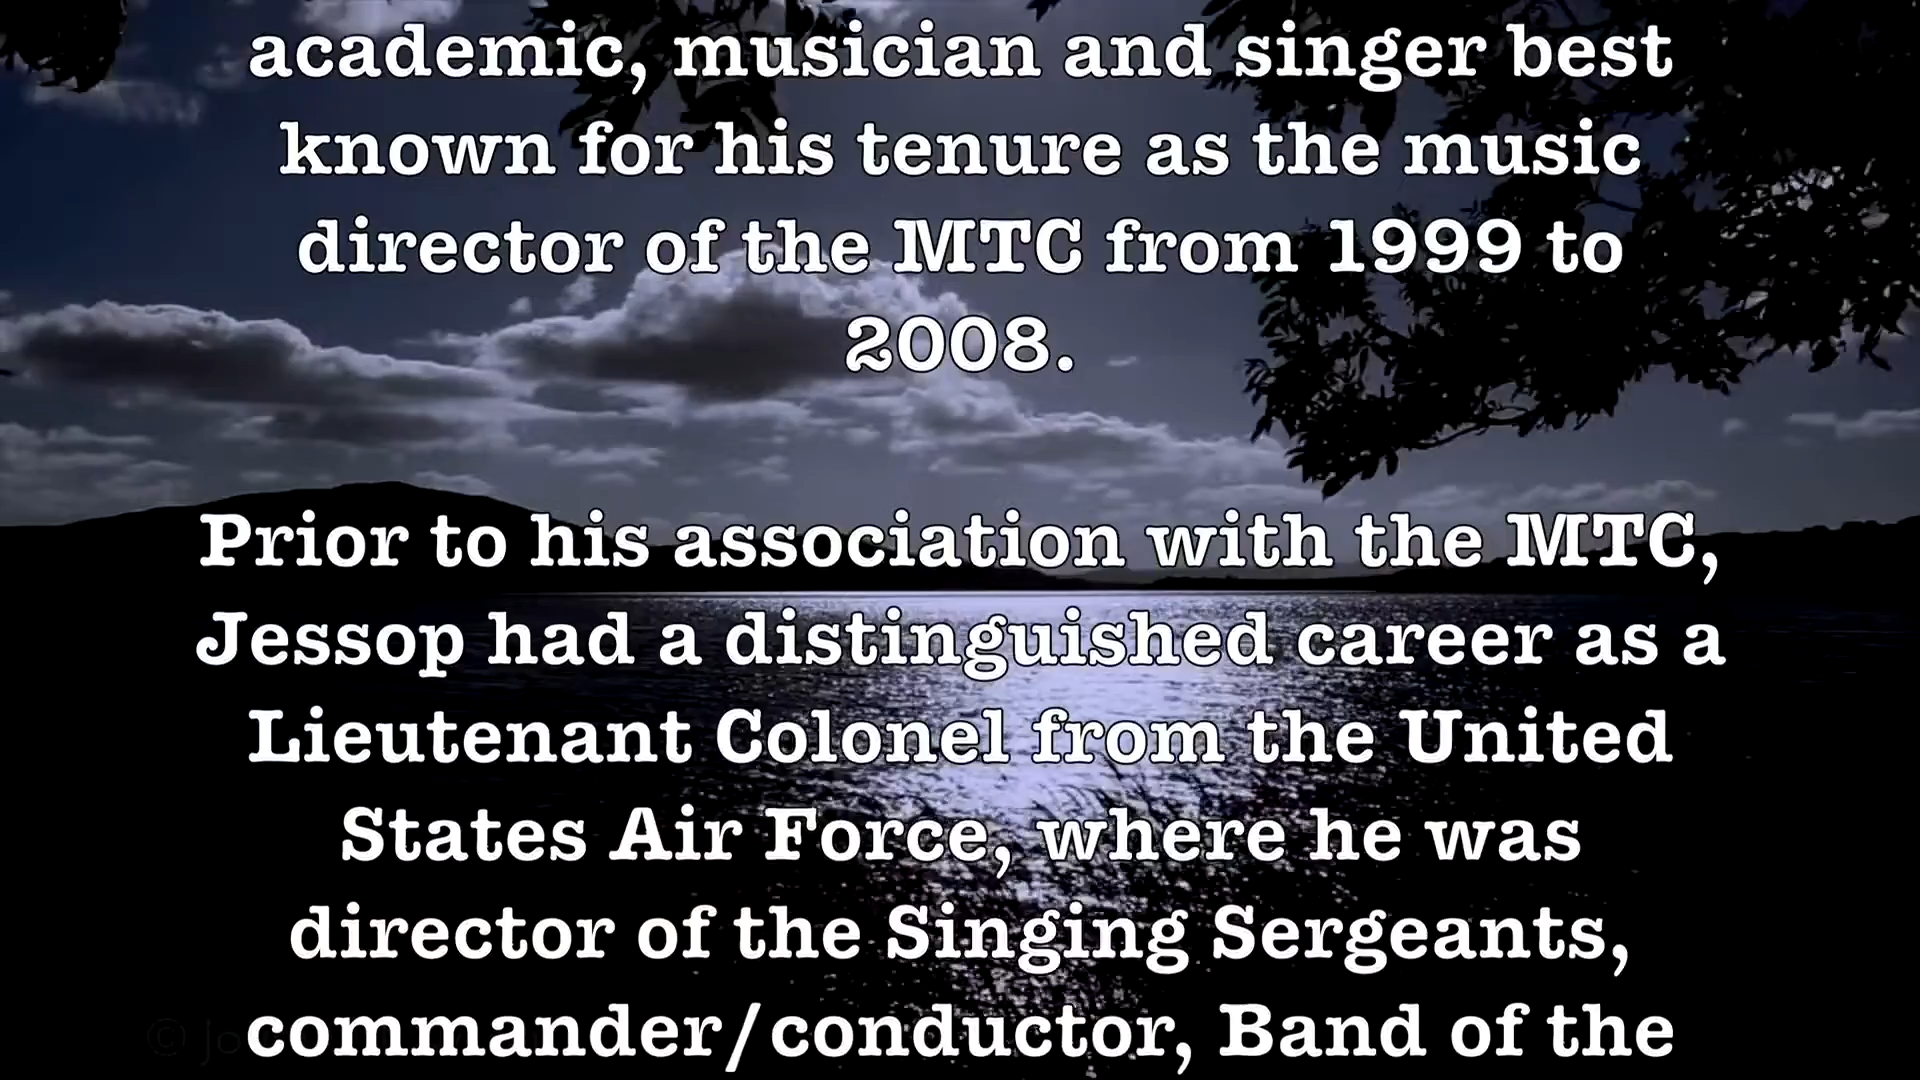 academic, musician and singer best
known for his tenure as the music
director of the MTC from 1999 to
2008.
Prior to his association with the MTC,
Jessop had a distinguished career as a
Lieutenant Colonel from the United
States Air Force, where he was
director of the Singing Sergeants,
commander/conductor, Band of the